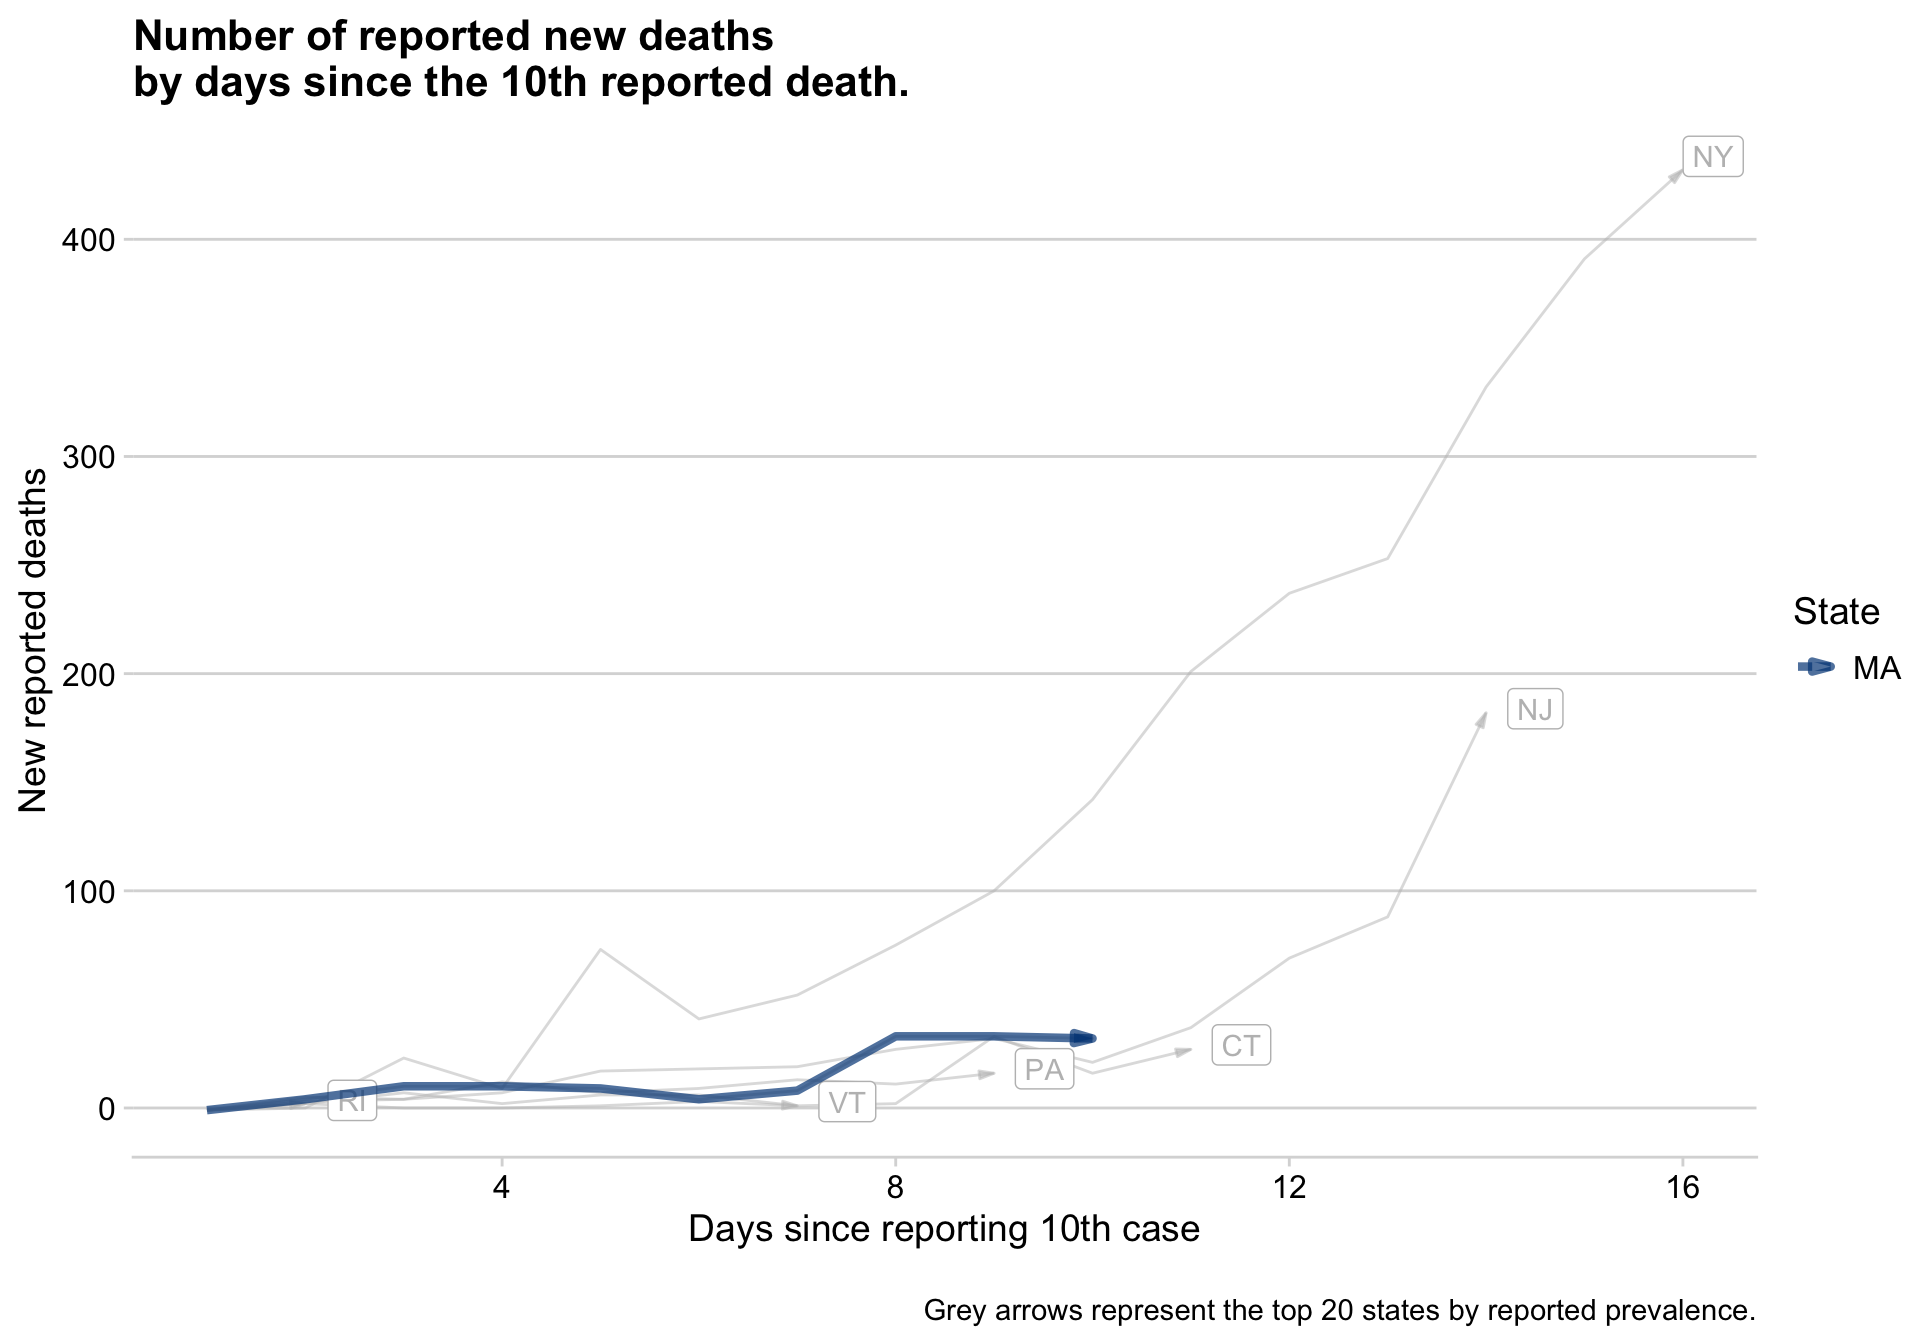 Number of reported new deaths
by days since the 10th reported death.
NY
400
300
New reported deaths
State
200
MA
NJ
100
CT
PA
RI
VT
0
4
8
12
16
Days since reporting 10th case
Grey arrows represent the top 20 states by reported prevalence.